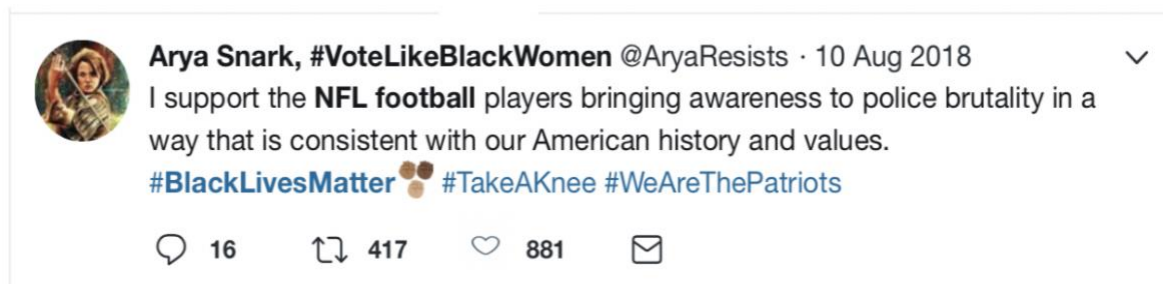 Arya Snark, #VoteLikeBlackWomen @AryaResists · 10 Aug 2018
I support the NFL football players bringing awareness to police brutality in a
way that is consistent with our American history and values.
#BlackLivesMatter #TakeAKnee #WeAreThePatriots
16 417 881